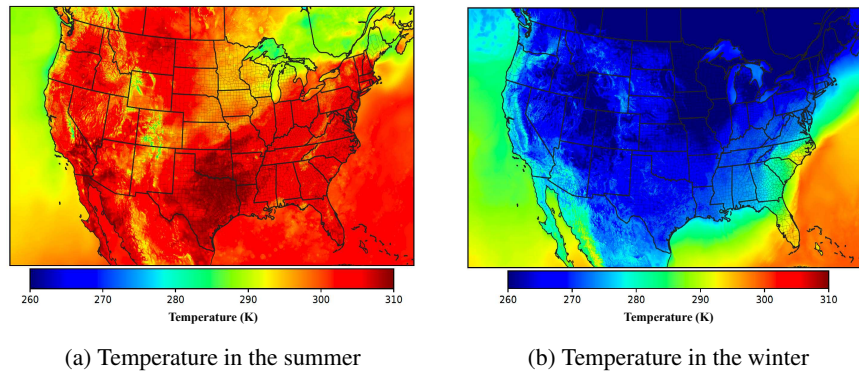 260 270 280 290 300 310
Temperature (K)
(a) Temperature in the summer
260 270 280 290 300 310
Temperature (K)
(b) Temperature in the winter